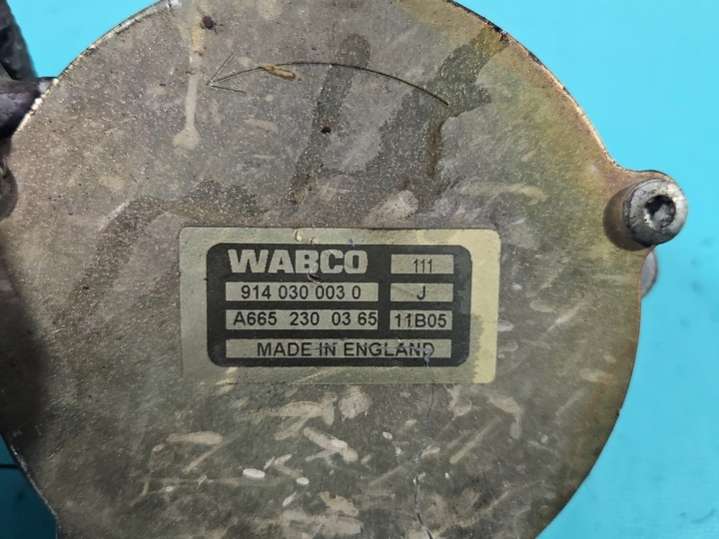 WABCO 111
914 030 003 0 J
A665 230 03 65 11B05
MADE IN ENGLAND